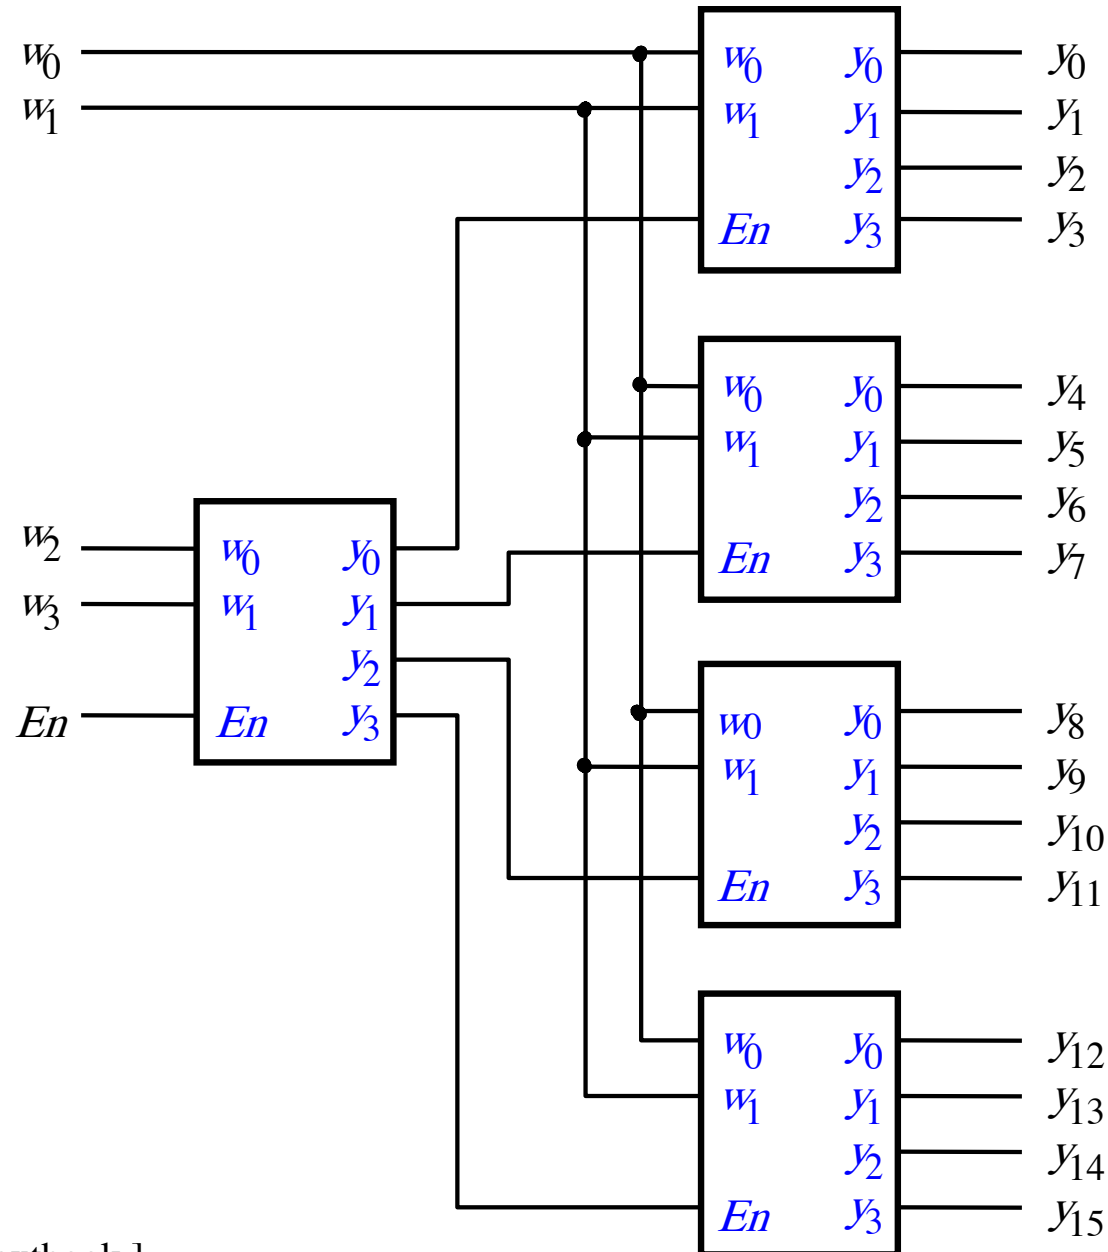 w0 w0 y0 y0
w1 w1 y1 y1
y2 y2
En y3 y3
w0 y0 y4
w1 y1 y5
y2 y6
En y3 y7
w2 w0 y0
w3 w1 y1
y2
En En y3
w0 y0 y8
w1 y1 y9
y2 y10
En y3 y11
w0 y0 y12
w1 y1 y13
y2 y14
En y3 y15